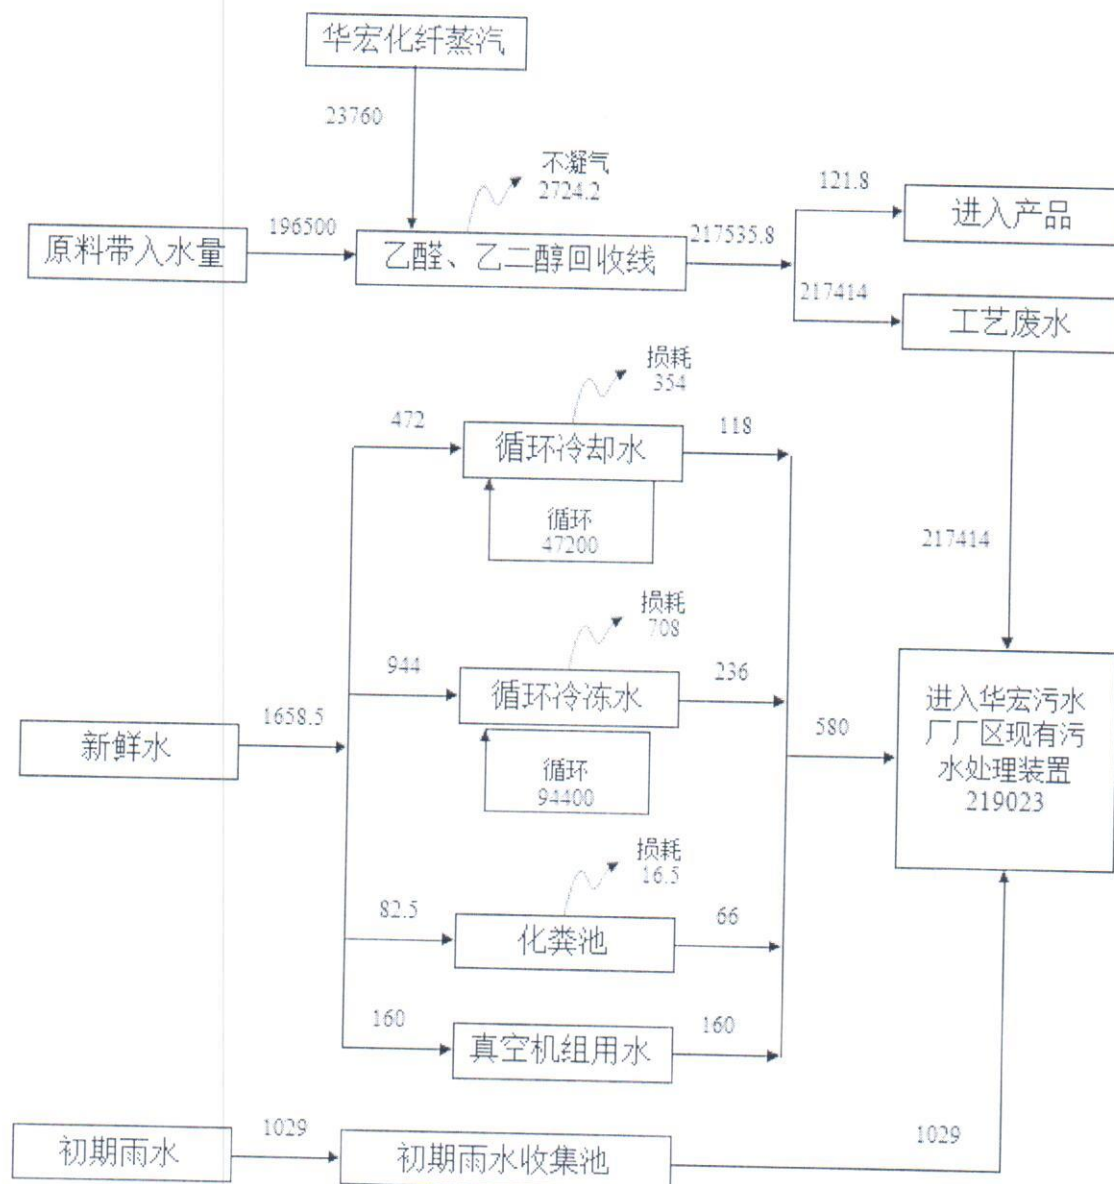 华宏化纤蒸汽
23760
不凝气
2724.2
121.8
进入产品
原料带入水量
196500
乙醛、乙二醇回收线
217535.8
217414
工艺废水
损耗
354
472
循环冷却水
118
循环
47200
217414
损耗
708
944
循环冷冻水
236
新鲜水
1658.5
580
进入华宏污水
厂厂区现有污
水处理装置
219023
循环
94400
损耗
16.5
82.5
化粪池
66
160
真空机组用水
160
初期雨水
1029
初期雨水收集池
1029